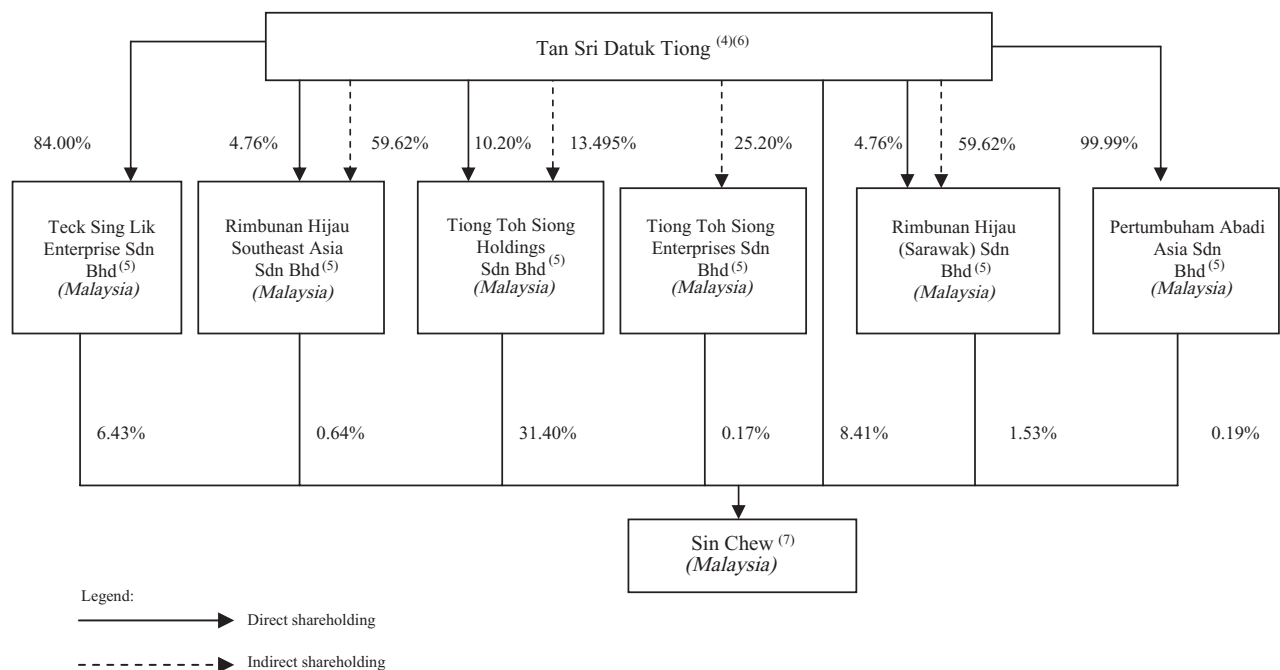 Tan Sri Datuk Tiong (4)(6)
84.00%
4.76%
59.62%
10.20%
13.495%
25.20%
4.76%
59.62%
99.99%
Teck Sing Lik
Enterprise Sdn
Bhd (5)
(Malaysia)
Rimbunan Hijau
Southeast Asia
Sdn Bhd (5)
(Malaysia)
Tiong Toh Siong
Holdings
Sdn Bhd (5)
(Malaysia)
Tiong Toh Siong
Enterprises Sdn
Bhd (5)
(Malaysia)
Rimbunan Hijau
(Sarawak) Sdn
Bhd (5)
(Malaysia)
Pertumbuham Abadi
Asia Sdn
Bhd (5)
(Malaysia)
6.43%
0.64%
31.40%
0.17%
8.41%
1.53%
0.19%
Sin Chew (7)
(Malaysia)
Legend:
Direct shareholding
Indirect shareholding